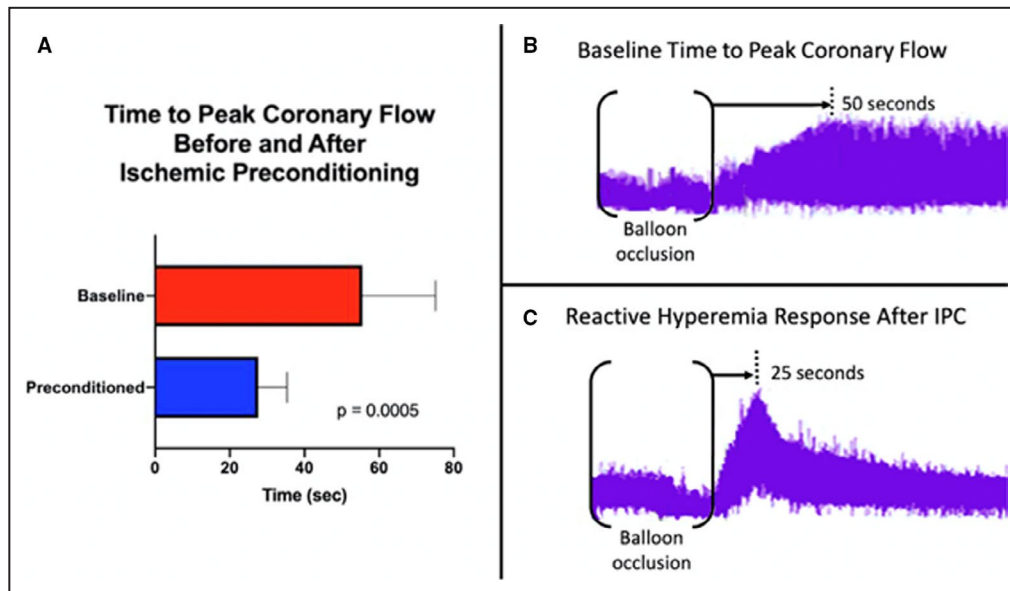 A
Time to Peak Coronary Flow
Before and After
Ischemic Preconditioning
Baseline
Preconditioned
p = 0.0005
0 20 40 60 80
Time (sec)
B
Baseline Time to Peak Coronary Flow
50 seconds
Balloon
occlusion
C
Reactive Hyperemia Response After IPC
25 seconds
Balloon
occlusion